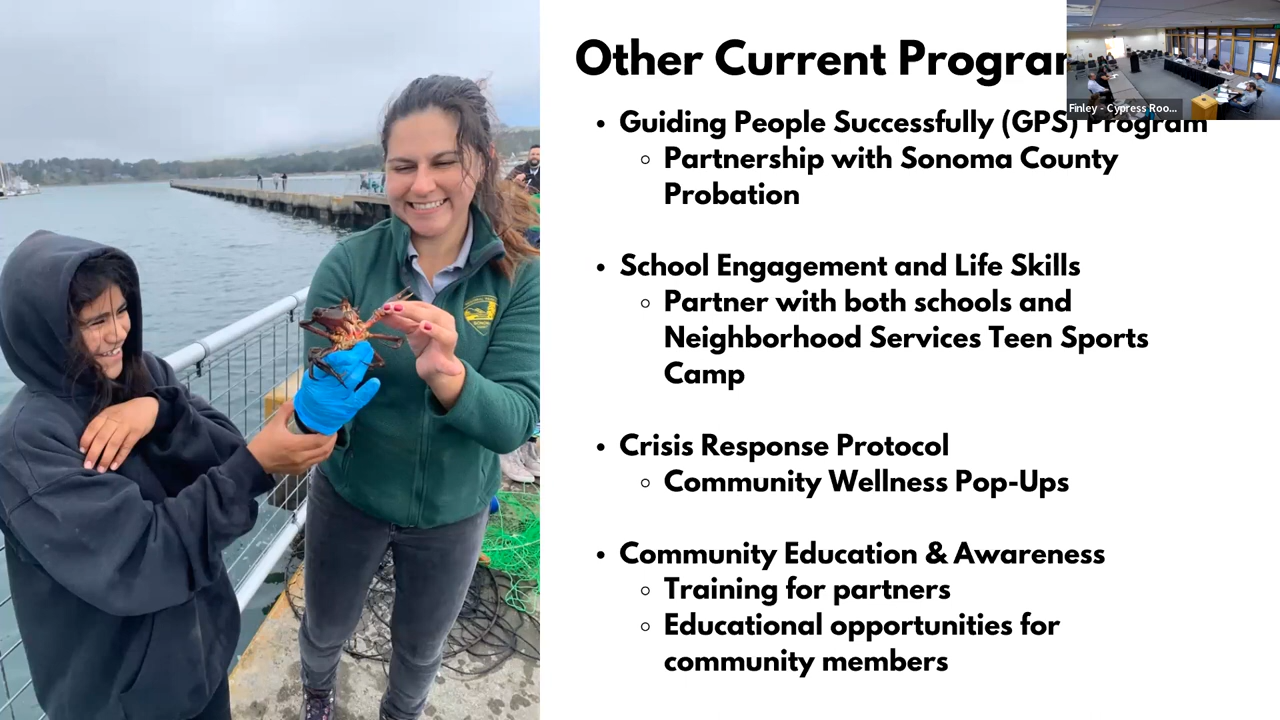 Other Current Progra
Finley - Cypress Roo...
• Guiding People Successfully (GPS) Program
◦ Partnership with Sonoma County
Probation
• School Engagement and Life Skills
◦ Partner with both schools and
Neighborhood Services Teen Sports
Camp
• Crisis Response Protocol
◦ Community Wellness Pop-Ups
• Community Education & Awareness
◦ Training for partners
◦ Educational opportunities for
community members